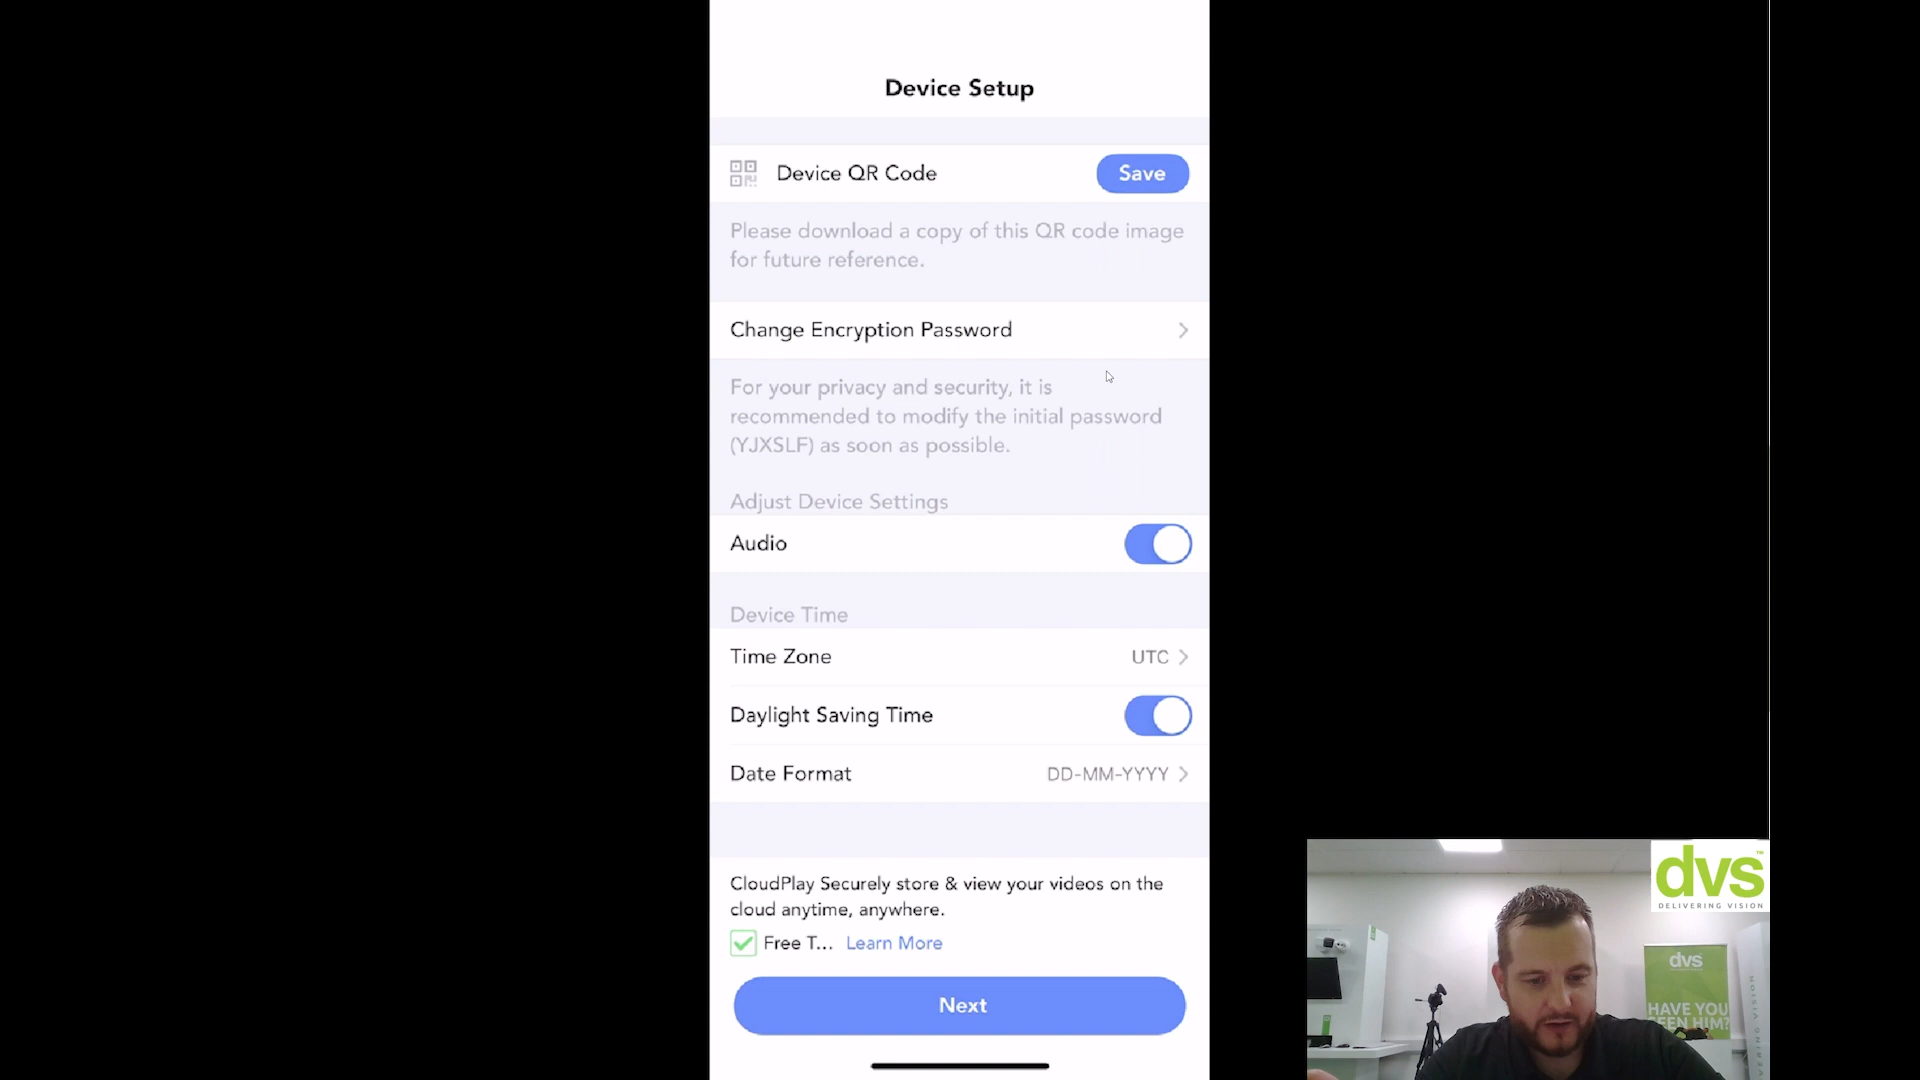 Device Setup
Device QR Code
Save
Please download a copy of this QR code image
for future reference.
Change Encryption Password
For your privacy and security, it is
recommended to modify the initial password
(YJXSLF) as soon as possible.
Adjust Device Settings
Audio
Device Time
Time Zone
UTC
Daylight Saving Time
Date Format
DD-MM-YYYY
CloudPlay Securely store & view your videos on the
cloud anytime, anywhere.
Free T... Learn More
Next
dvs™
DELIVERING VISION
dvs
HAVE YOU
SEEN HIM?